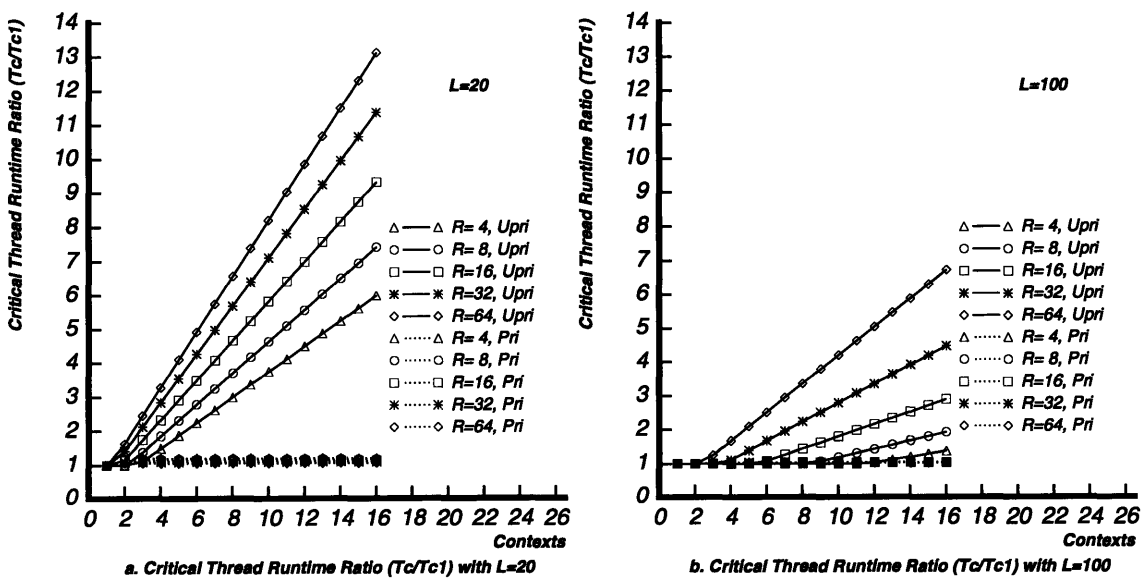 Critical Thread Runtime Ratio (Tc/Tc1)
14
13
12
11
10
9
8
7
6
5
4
3
2
1
0
L=20
R= 4, Upri
R= 8, Upri
R=16, Upri
R=32, Upri
R=64, Upri
R= 4, Pri
R= 8, Pri
R=16, Pri
R=32, Pri
R=64, Pri
0 2 4 6 8 10 12 14 16 18 20 22 24 26
Contexts
a. Critical Thread Runtime Ratio (Tc/Tc1) with L=20
Critical Thread Runtime Ratio (Tc/Tc1)
14
13
12
11
10
9
8
7
6
5
4
3
2
1
0
L=100
R= 4, Upri
R= 8, Upri
R=16, Upri
R=32, Upri
R=64, Upri
R= 4, Pri
R= 8, Pri
R=16, Pri
R=32, Pri
R=64, Pri
0 2 4 6 8 10 12 14 16 18 20 22 24 26
Contexts
b. Critical Thread Runtime Ratio (Tc/Tc1) with L=100